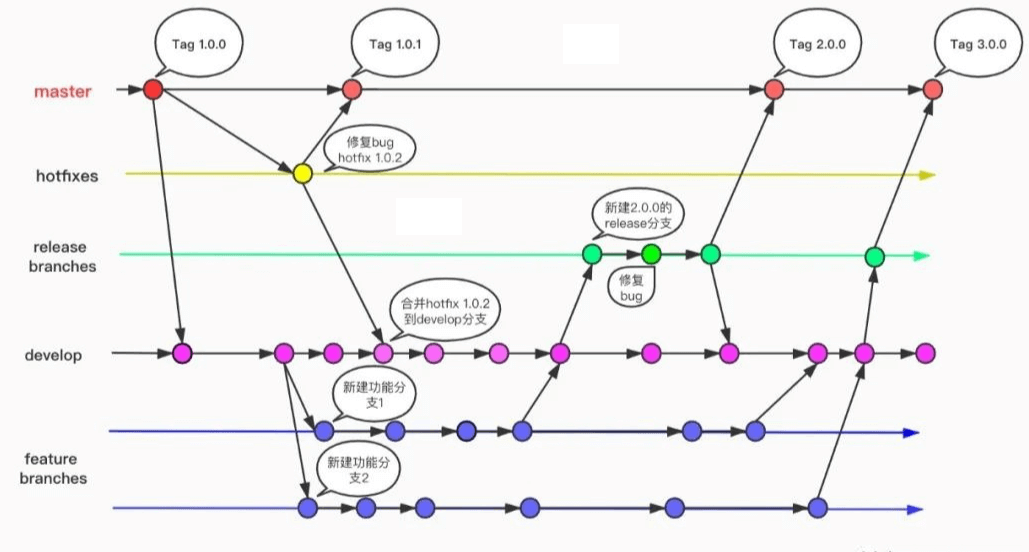 Tag 1.0.0
Tag 1.0.1
Tag 2.0.0
Tag 3.0.0
master
修复bug
hotfix 1.0.2
hotfixes
新建2.0.0的
release分支
release
branches
修复
bug
合并hotfix 1.0.2
到develop分支
develop
新建功能分
支1
feature
branches
新建功能分
支2